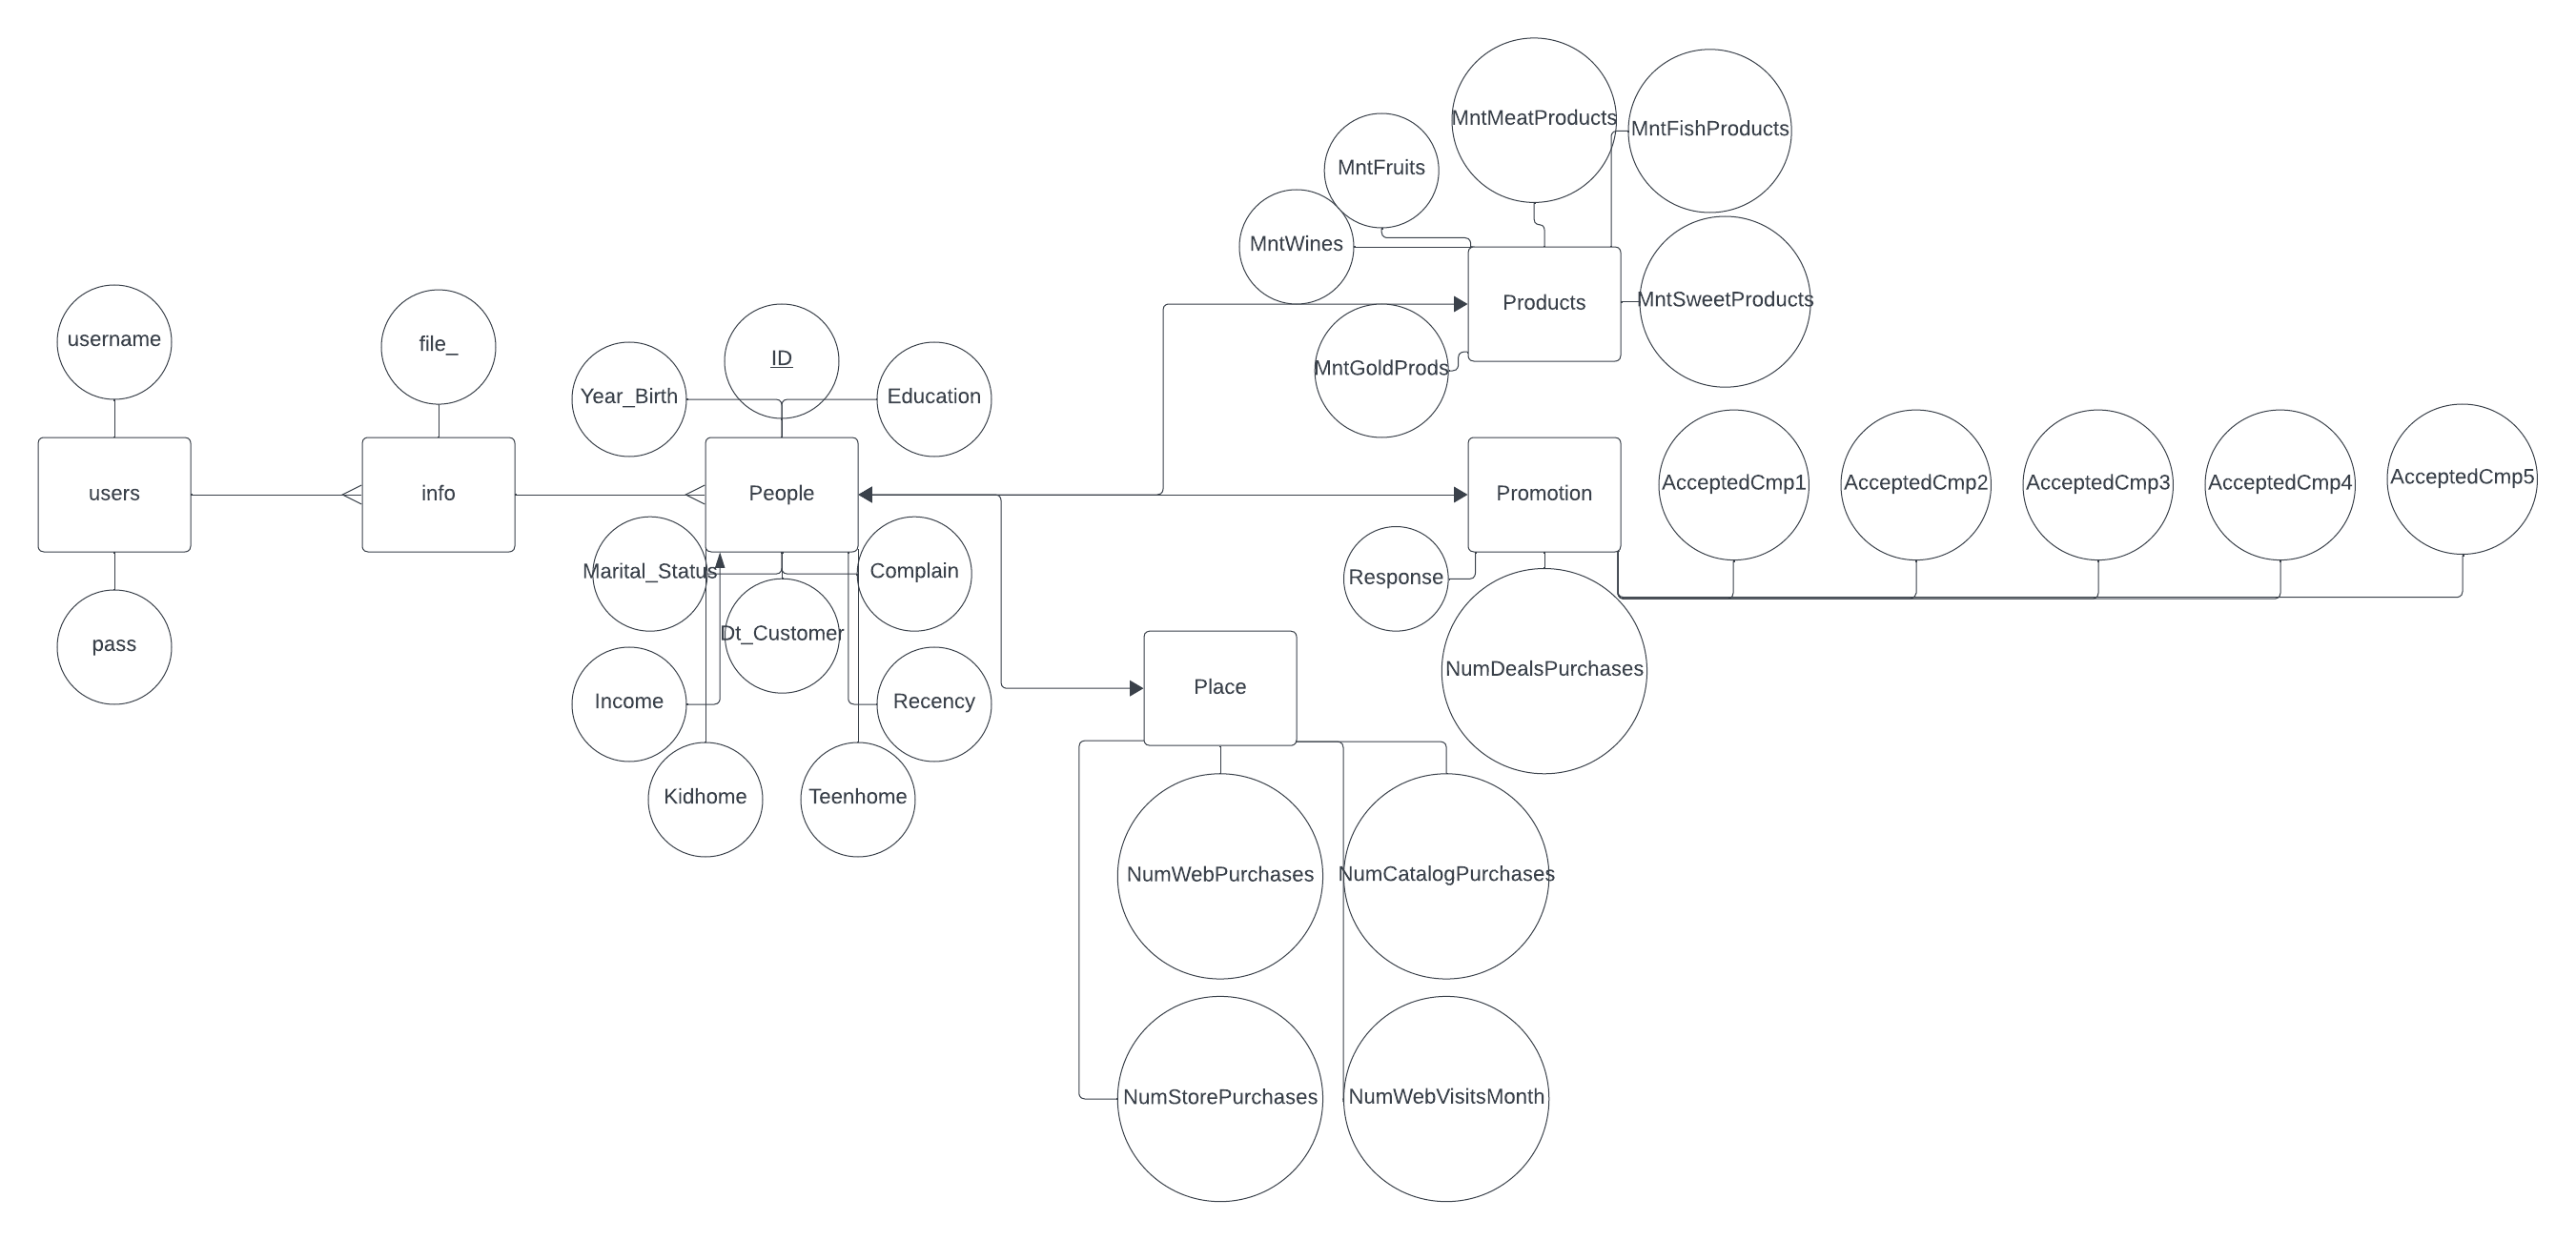 MntMeatProducts
MntFishProducts
MntFruits
MntWines
MntSweetProducts
Products
MntGoldProds
username
file_
ID
Year_Birth
Education
users
info
People
Promotion
AcceptedCmp1
AcceptedCmp2
AcceptedCmp3
AcceptedCmp4
AcceptedCmp5
Marital_Status
Complain
Response
Dt_Customer
pass
NumDealsPurchases
Place
Income
Recency
Kidhome
Teenhome
NumWebPurchases
NumCatalogPurchases
NumStorePurchases
NumWebVisitsMonth